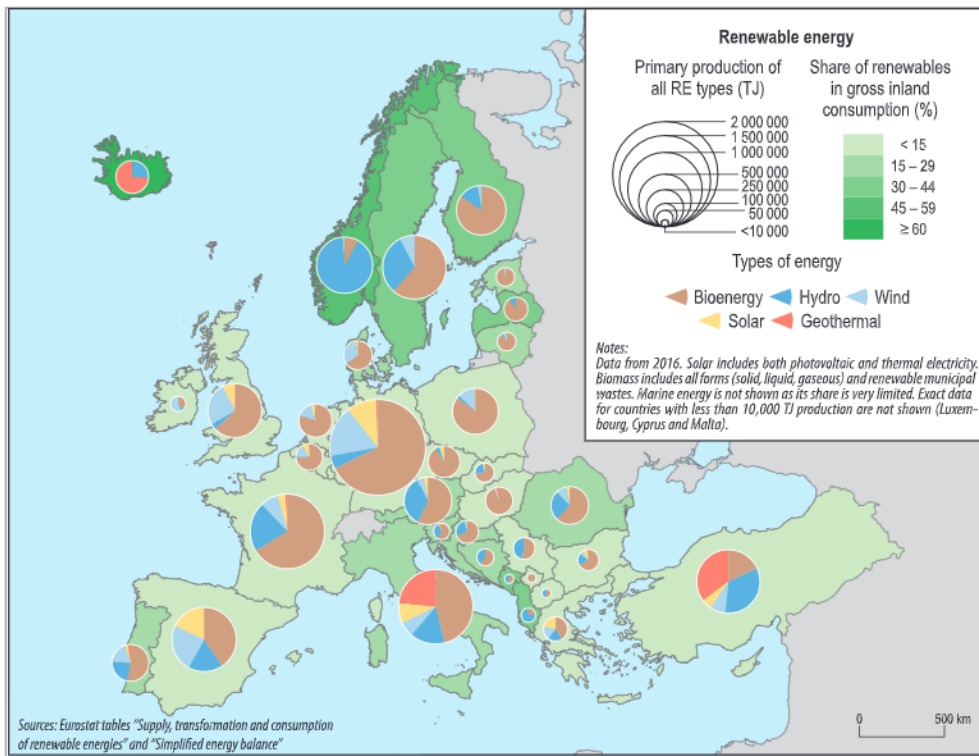 Renewable energy
Primary production of
all RE types (TJ)
2 000 000
1 500 000
1 000 000
500 000
250 000
100 000
50 000
<10 000
Share of renewables
in gross inland
consumption (%)
< 15
15 – 29
30 – 44
45 – 59
≥ 60
Types of energy
Bioenergy Hydro Wind
Solar Geothermal
Notes:
Data from 2016. Solar includes both photovoltaic and thermal electricity.
Biomass includes all forms (solid, liquid, gaseous) and renewable municipal
wastes. Marine energy is not shown as its share is very limited. Exact data
for countries with less than 10,000 TJ production are not shown (Luxem-
bourg, Cyprus and Malta).
Sources: Eurostat tables "Supply, transformation and consumption
of renewable energies" and "Simplified energy balance"
0 500 km